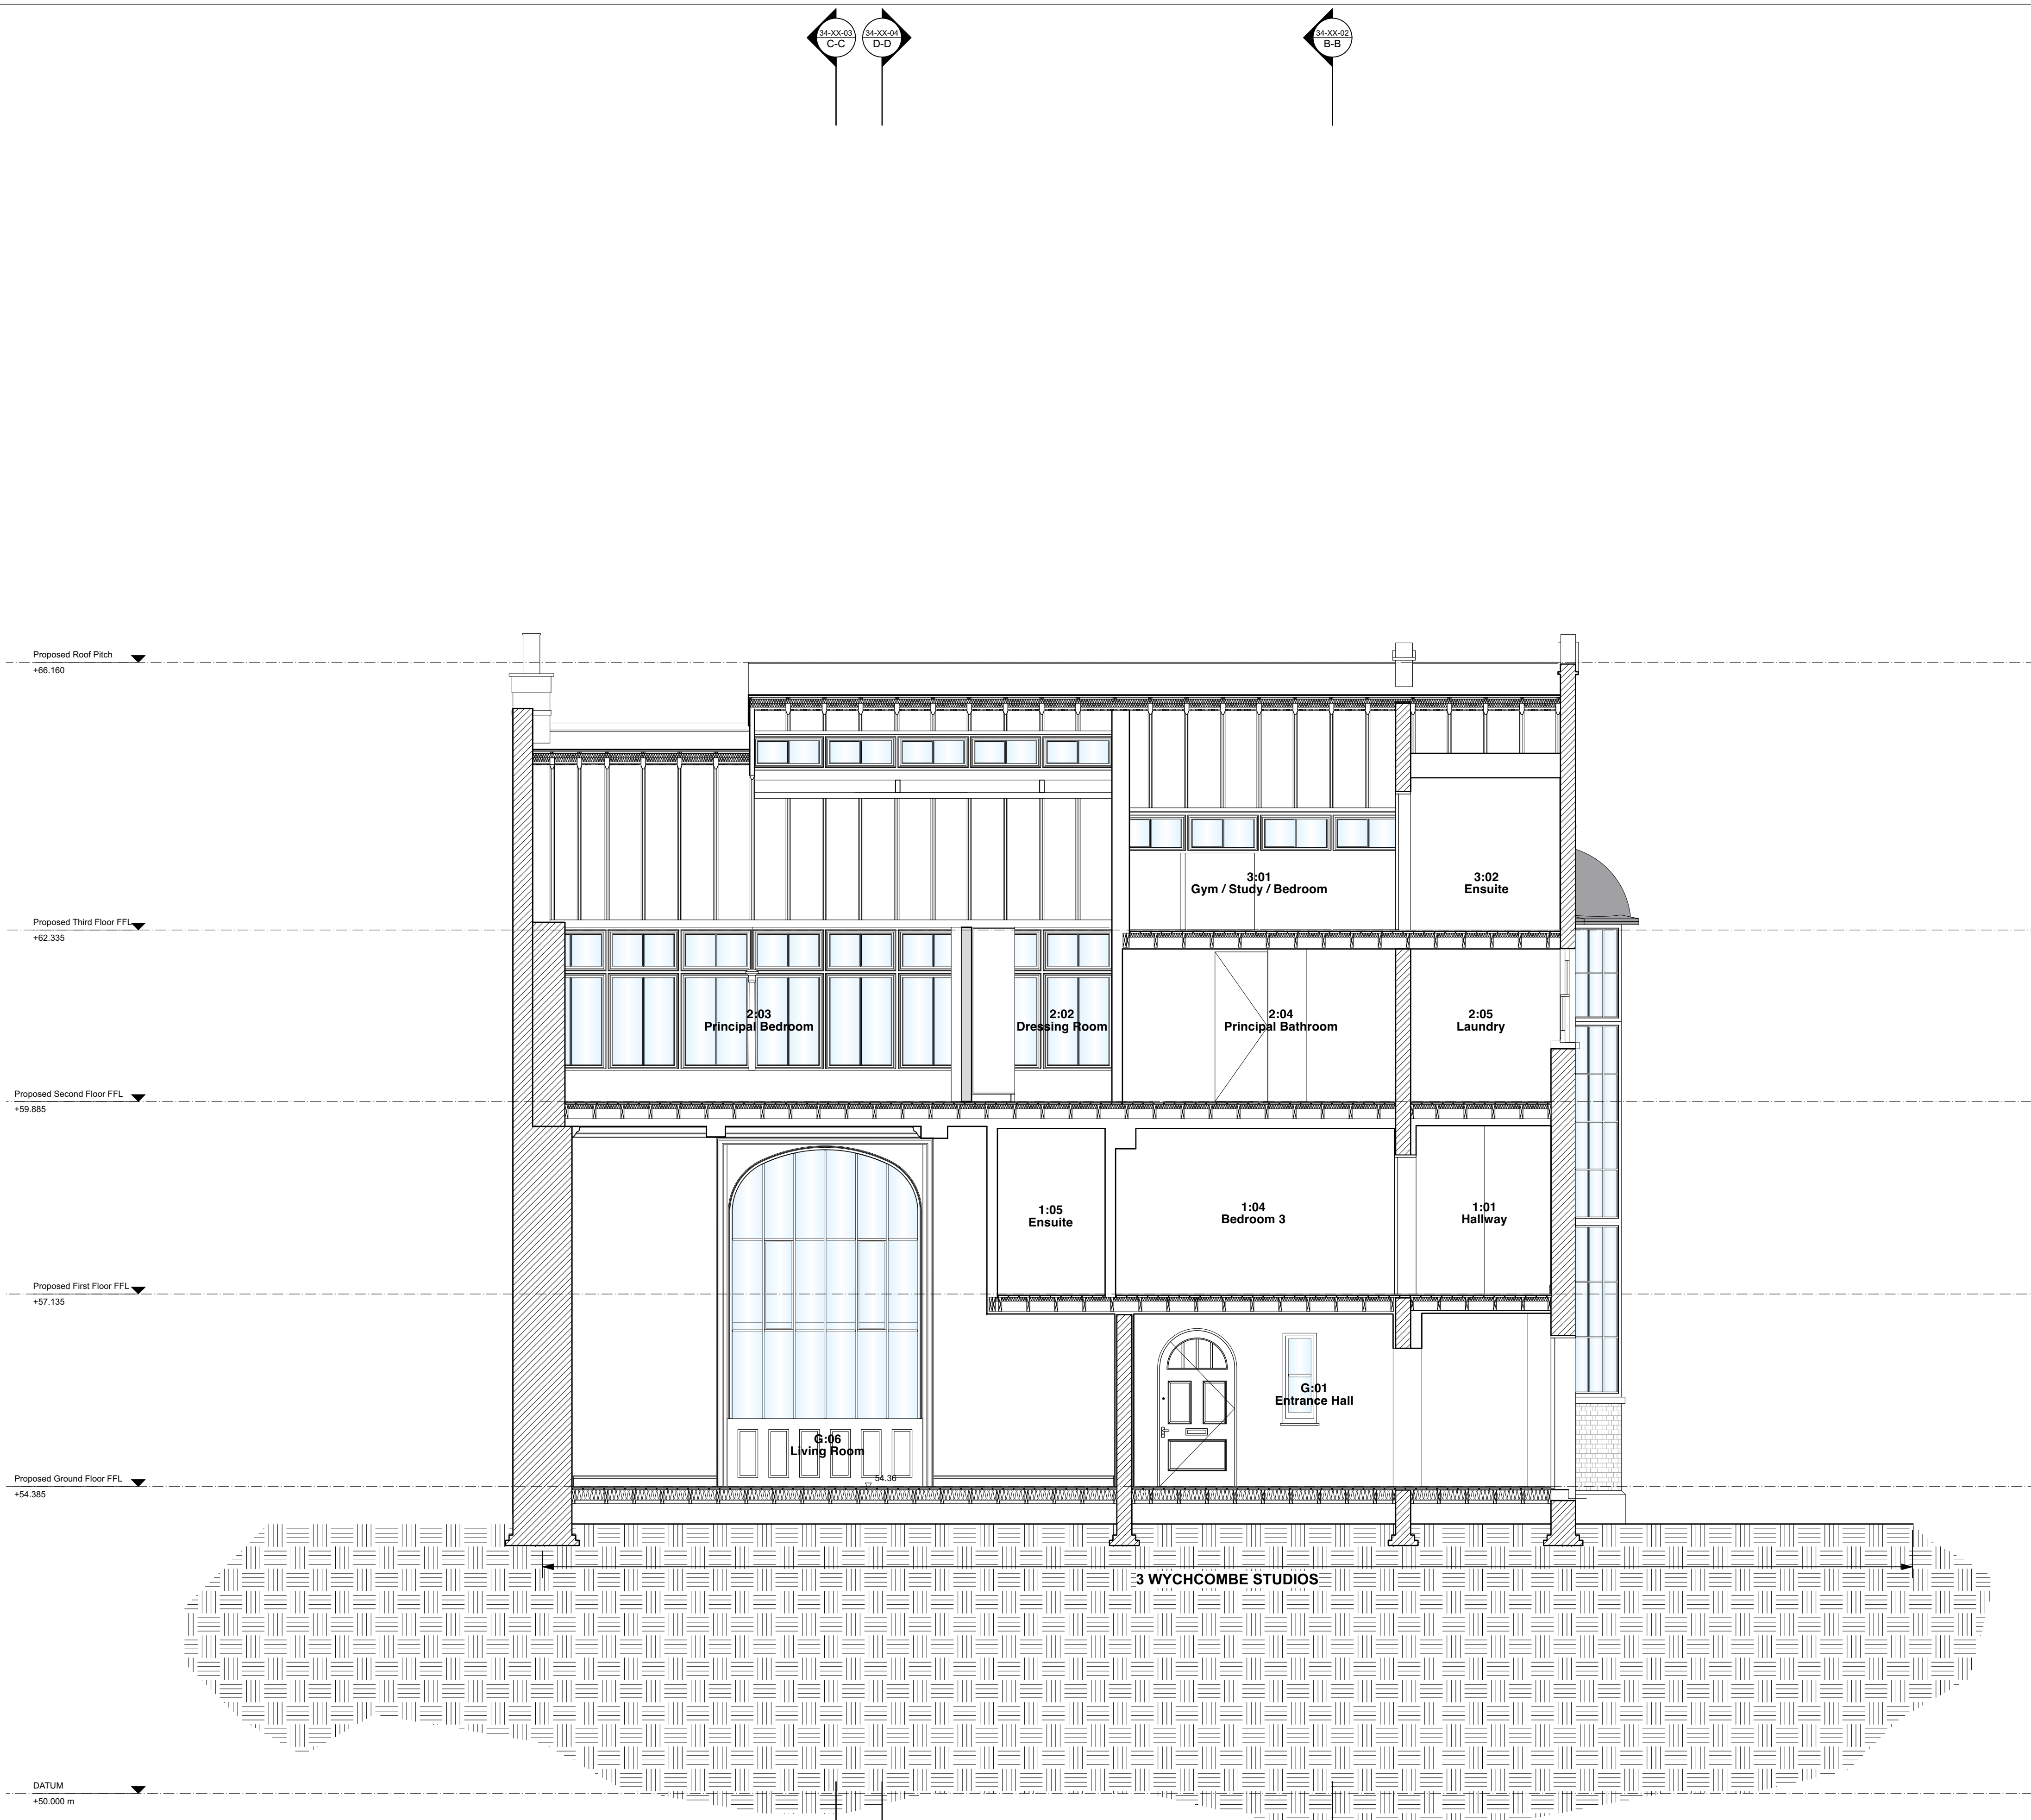 34-XX-03
C-C
34-XX-04
D-D
34-XX-02
B-B
Proposed Roof Pitch
+66.160
3:01
Gym / Study / Bedroom
3:02
Ensuite
Proposed Third Floor FFL
+62.335
2:03
Principal Bedroom
2:02
Dressing Room
2:04
Principal Bathroom
2:05
Laundry
Proposed Second Floor FFL
+59.885
1:05
Ensuite
1:04
Bedroom 3
1:01
Hallway
Proposed First Floor FFL
+57.135
G:01
Entrance Hall
G:06
Living Room
54.36
Proposed Ground Floor FFL
+54.385
3 WYCHCOMBE STUDIOS
DATUM
+50.000 m